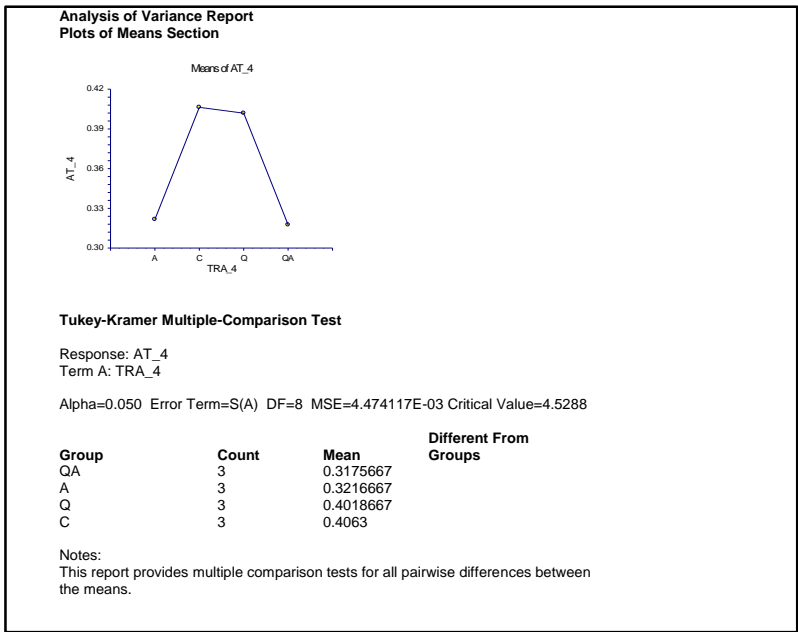 Analysis of Variance Report
Plots of Means Section
Means of AT_4
0.42
0.39
0.36
0.33
0.30
AT_4
A C Q QA
TRA_4
Tukey-Kramer Multiple-Comparison Test
Response: AT_4
Term A: TRA_4
Alpha=0.050 Error Term=S(A) DF=8 MSE=4.474117E-03 Critical Value=4.5288
Different From
Group Count Mean Groups
QA 3 0.3175667
A 3 0.3216667
Q 3 0.4018667
C 3 0.4063
Notes:
This report provides multiple comparison tests for all pairwise differences between
the means.